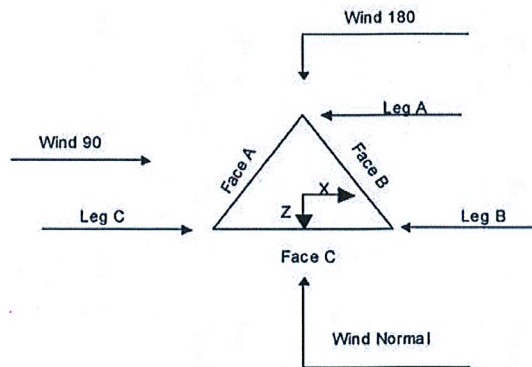 Wind 180
Leg A
Wind 90
Face A
Face B
X
Z
Leg C
Leg B
Face C
Wind Normal